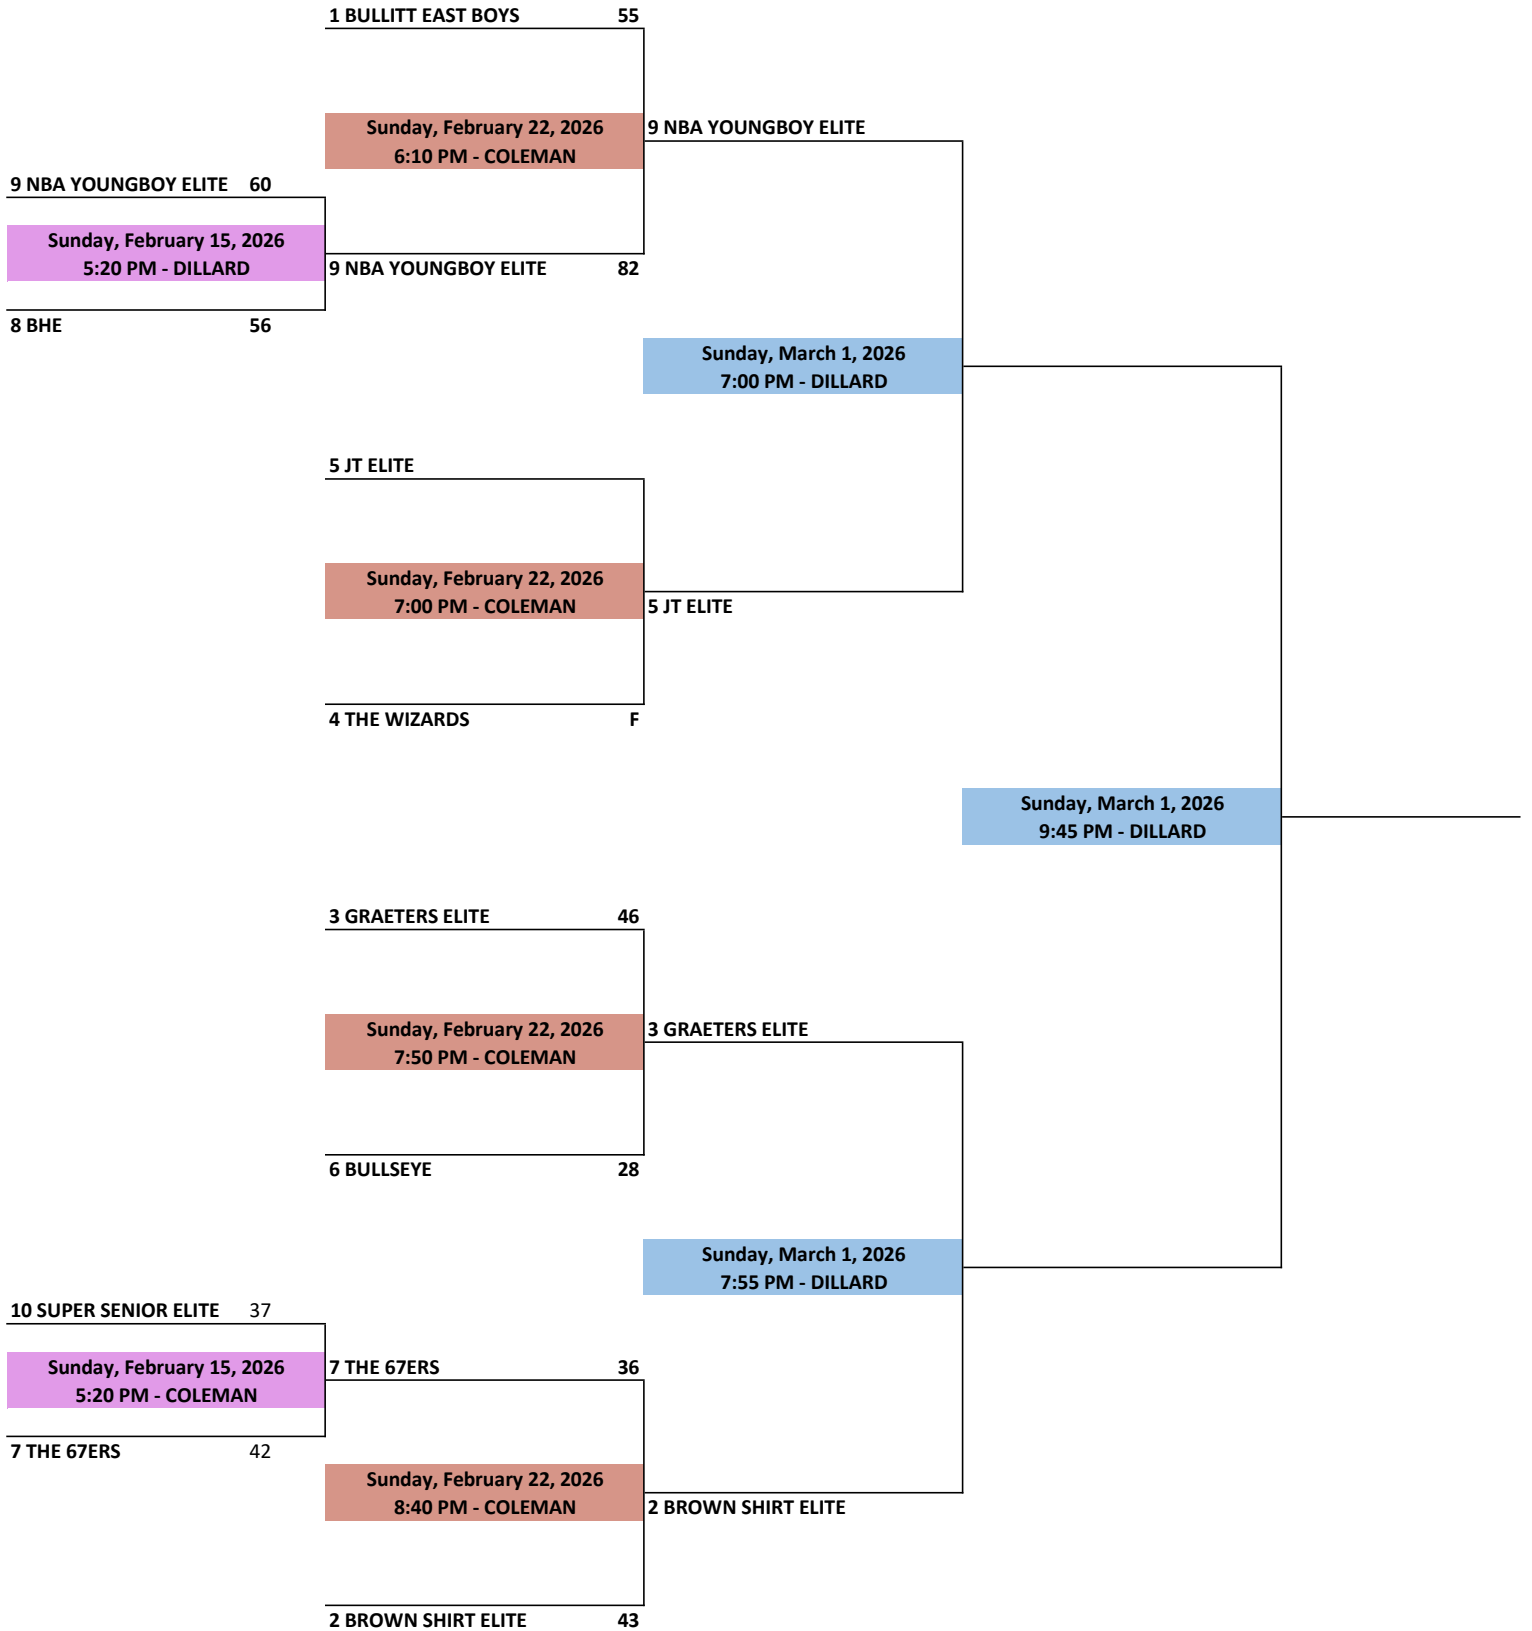 1 BULLITT EAST BOYS 55
Sunday, February 22, 2026
6:10 PM - COLEMAN
9 NBA YOUNGBOY ELITE
9 NBA YOUNGBOY ELITE 60
Sunday, February 15, 2026
5:20 PM - DILLARD
9 NBA YOUNGBOY ELITE 82
8 BHE 56
Sunday, March 1, 2026
7:00 PM - DILLARD
5 JT ELITE
Sunday, February 22, 2026
7:00 PM - COLEMAN
5 JT ELITE
4 THE WIZARDS F
Sunday, March 1, 2026
9:45 PM - DILLARD
3 GRAETERS ELITE 46
Sunday, February 22, 2026
7:50 PM - COLEMAN
3 GRAETERS ELITE
6 BULLSEYE 28
Sunday, March 1, 2026
7:55 PM - DILLARD
10 SUPER SENIOR ELITE 37
Sunday, February 15, 2026
5:20 PM - COLEMAN
7 THE 67ERS 36
7 THE 67ERS 42
Sunday, February 22, 2026
8:40 PM - COLEMAN
2 BROWN SHIRT ELITE
2 BROWN SHIRT ELITE 43